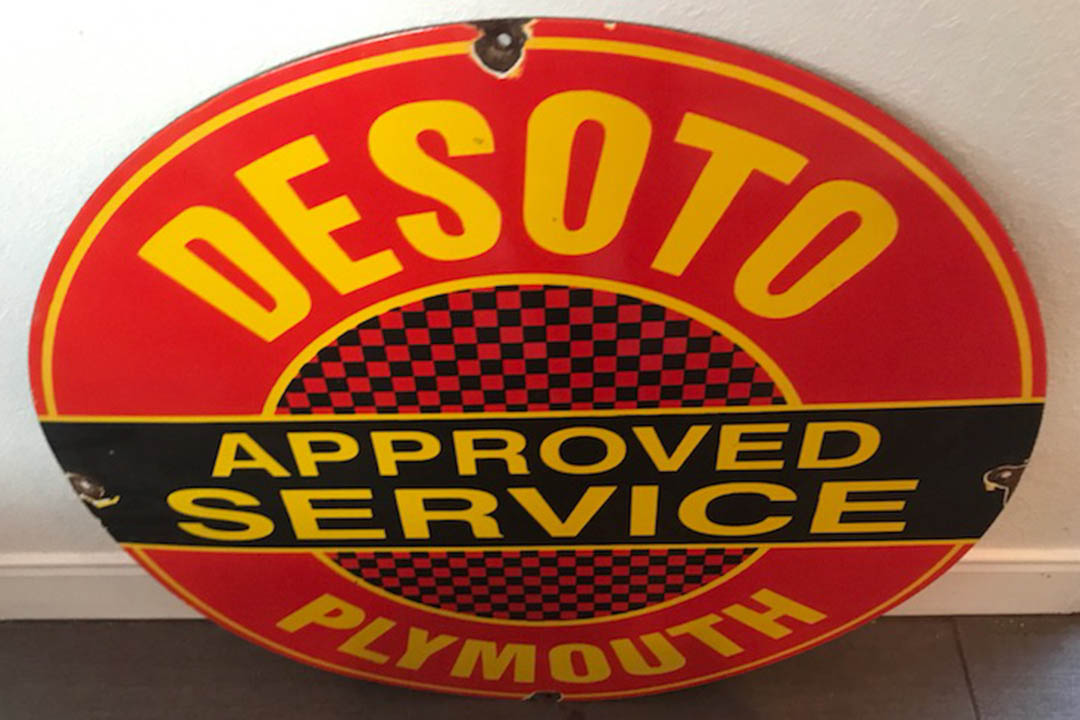 DESOTO
APPROVED
SERVICE
PLYMOUTH